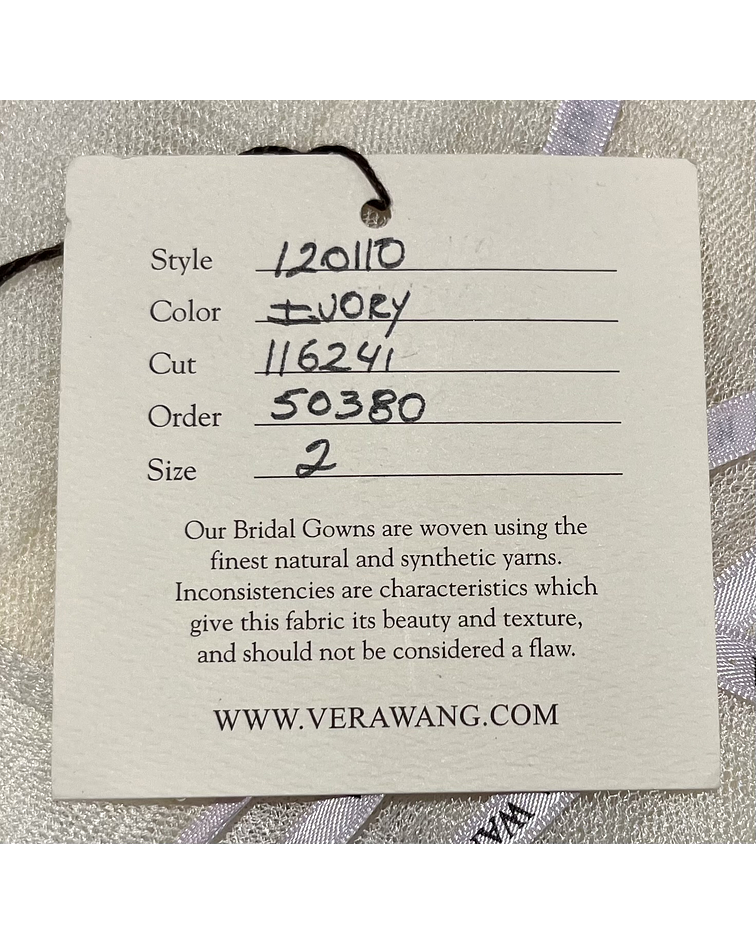 Style 120110
Color IVORY
Cut 116241
Order 50380
Size 2
Our Bridal Gowns are woven using the
finest natural and synthetic yarns.
Inconsistencies are characteristics which
give this fabric its beauty and texture,
and should not be considered a flaw.
WWW.VERAWANG.COM